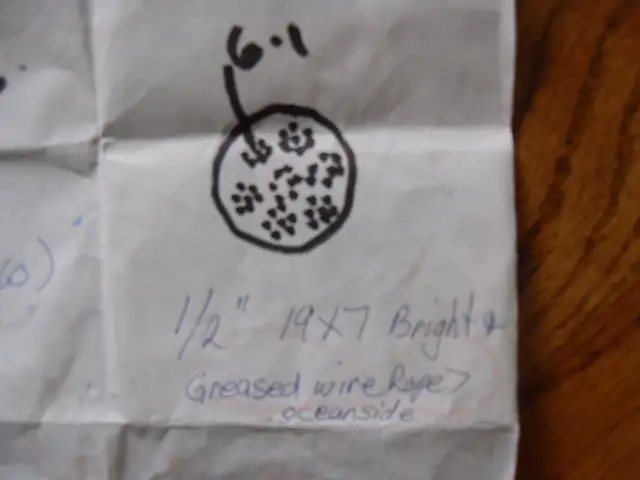 6.1
1/2" 19X7 Bright &
Greased wire Rope>
oceanside